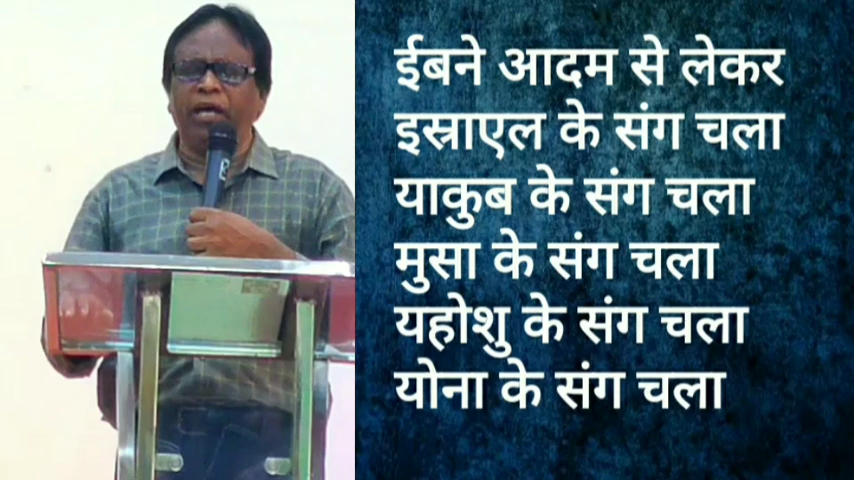 ईबने आदम से लेकर
इस्राएल के संग चला
याकुब के संग चला
मुसा के संग चला
यहोशु के संग चला
योना के संग चला